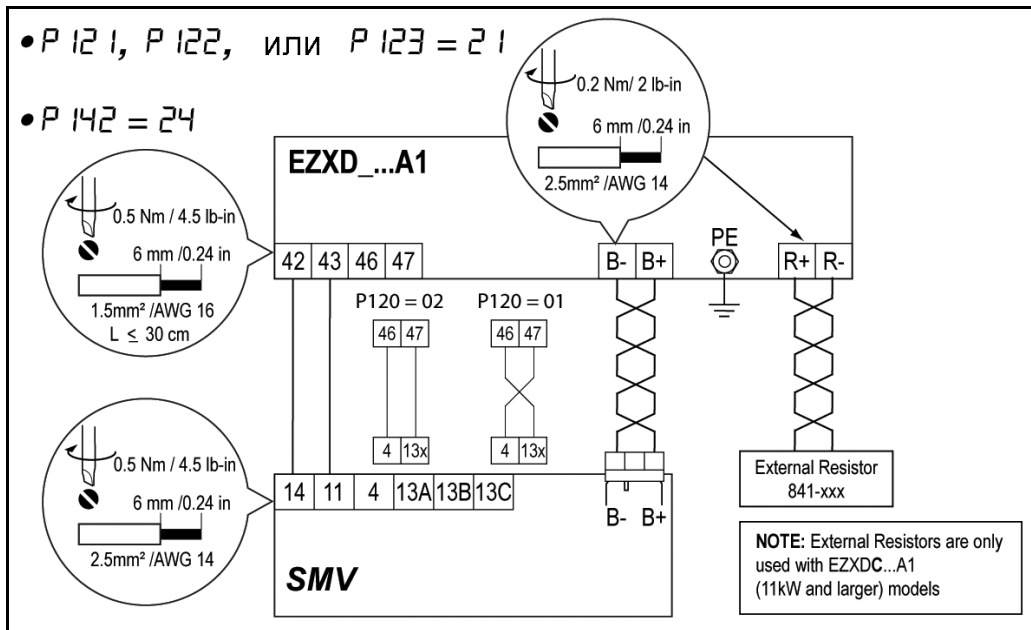 •P121, P122, или P123 = 21
•P142 = 24
0.2 Nm/ 2 lb-in
6 mm /0.24 in
2.5mm² /AWG 14
EZXD_...A1
0.5 Nm / 4.5 lb-in
6 mm /0.24 in
1.5mm² /AWG 16
L ≤ 30 cm
42 43 46 47
B- B+
PE
R+ R-
P120 = 02
P120 = 01
46 47
46 47
4 13x
4 13x
0.5 Nm / 4.5 lb-in
6 mm /0.24 in
2.5mm² /AWG 14
14 11 4 13A 13B 13C
B- B+
SMV
External Resistor
841-xxx
NOTE: External Resistors are only
used with EZXDC...A1
(11kW and larger) models